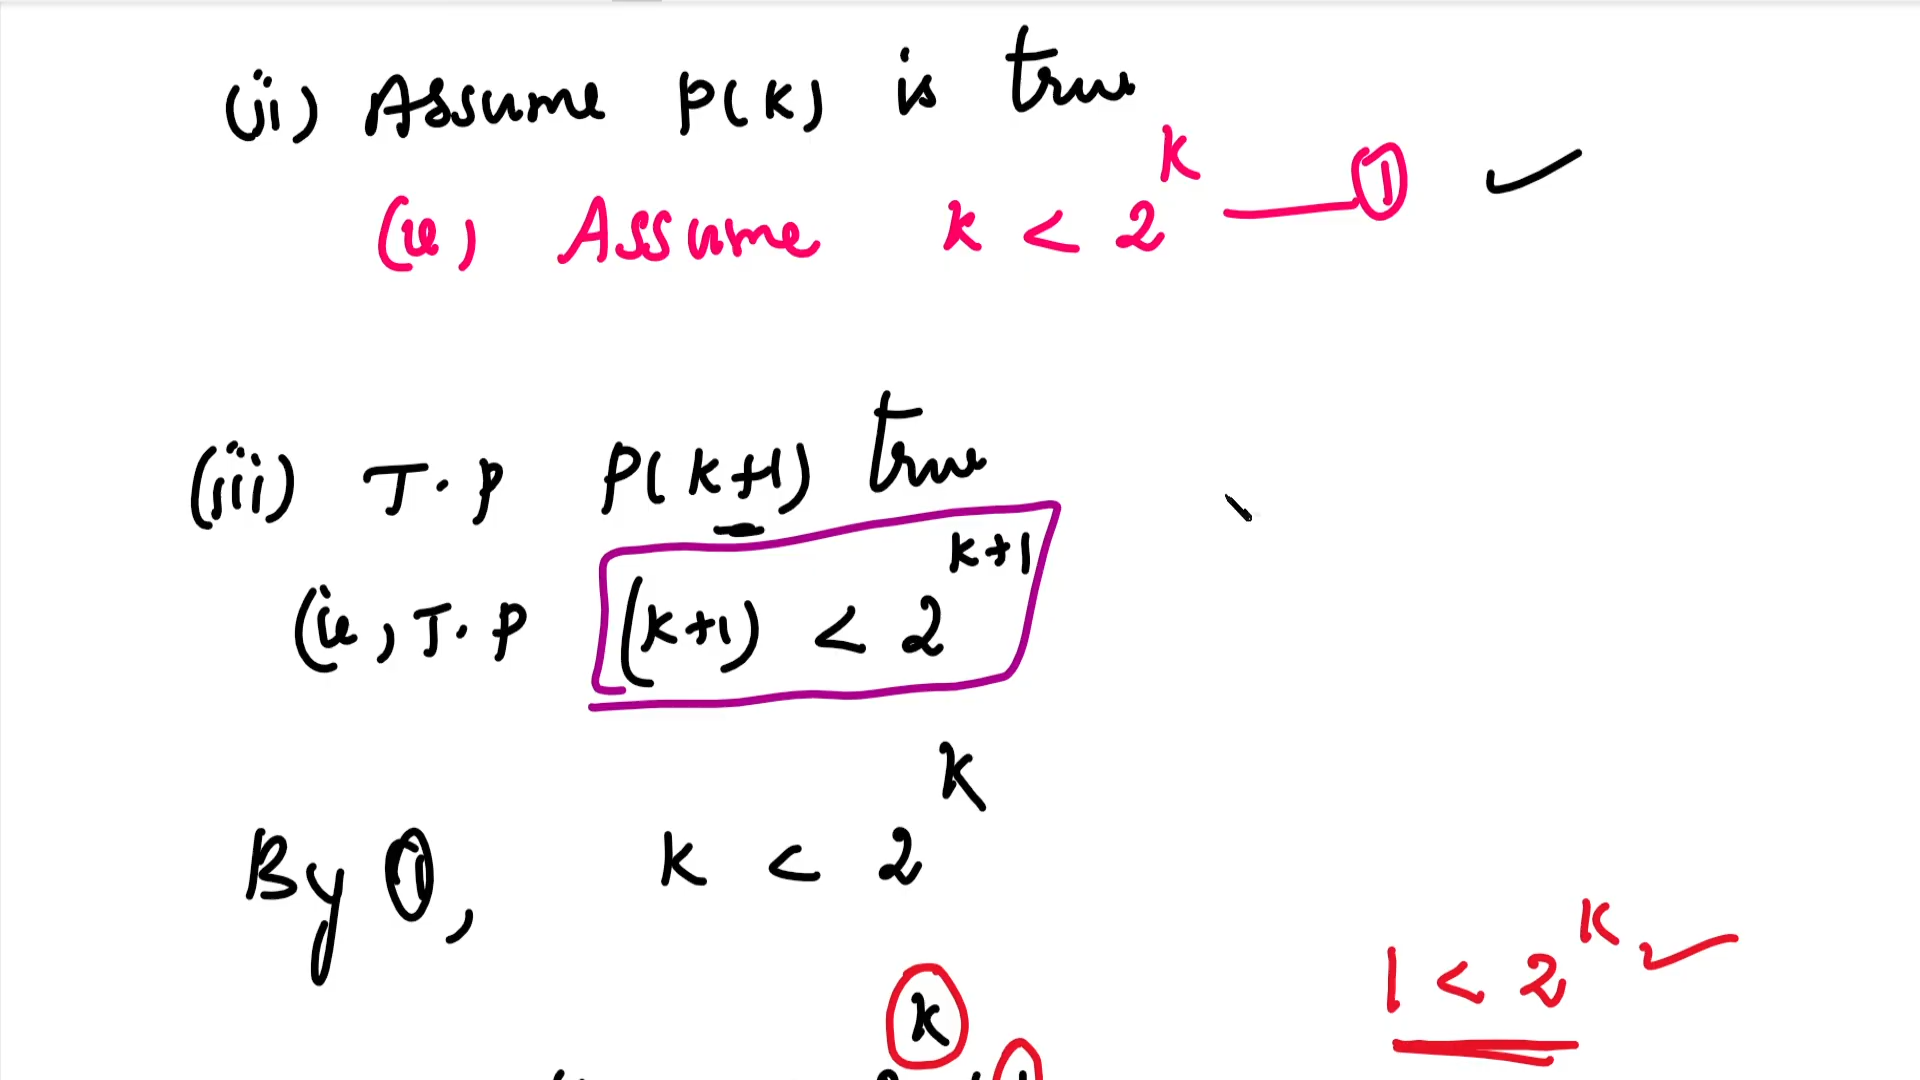 (ii) Assume P(k) is true
(ie) Assume k < 2^k —— ①
(iii) T.P P(k+1) true
(ie, T.P (k+1) < 2^{k+1}
By ①, k < 2^k
1 < 2^k
k